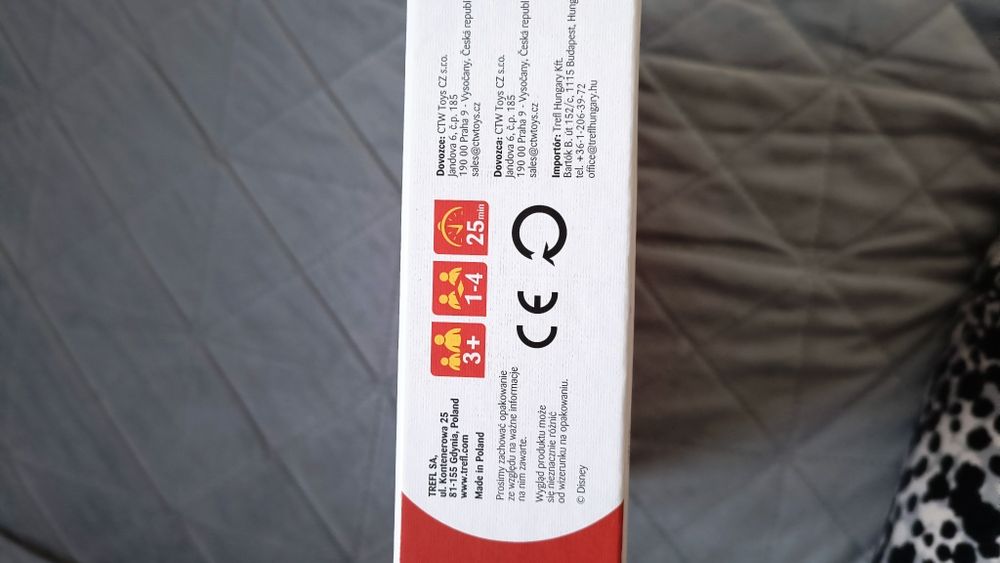 TREFL SA,
ul. Kontenerowa 25
81-155 Gdynia, Poland
www.trefl.com
Made in Poland
Prosimy zachować opakowanie
ze względu na ważne informacje
na nim zawarte.
Wygląd produktu może
się nieznacznie różnić
od wizerunku na opakowaniu.
© Disney
3+
1-4
25 min
CE
Dovozce: CTW Toys CZ s.r.o.
Jandova 6, č.p. 185
190 00 Praha 9 - Vysočany, Česká
sales@ctwtoys.cz
Dovozca: CTW Toys CZ s.r.o.
Jandova 6, č.p. 185
190 00 Praha 9 - Vysočany, Česká
sales@ctwtoys.cz
Importőr: Trefl Hungary Kft.
Bartók B. út 152/c, 1115 Budapest,
tel. +36-1-206-39-72
office@treflhungary.hu